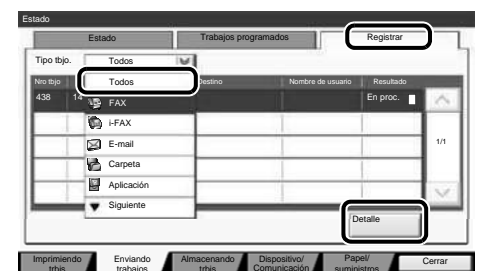 Estado
Estado Trabajos programados Registrar
Tipo tbjo. Todos
Nro tbjo Destino Nombre de usuario Resultado
Todos
438 14 En proc.
FAX
i-FAX
E-mail 1/1
Carpeta
Aplicación
Siguiente
Detalle
Imprimiendo trbjs Enviando trabajos Almacenando trbjs Dispositivo/ Comunicación Papel/ suministros Cerrar